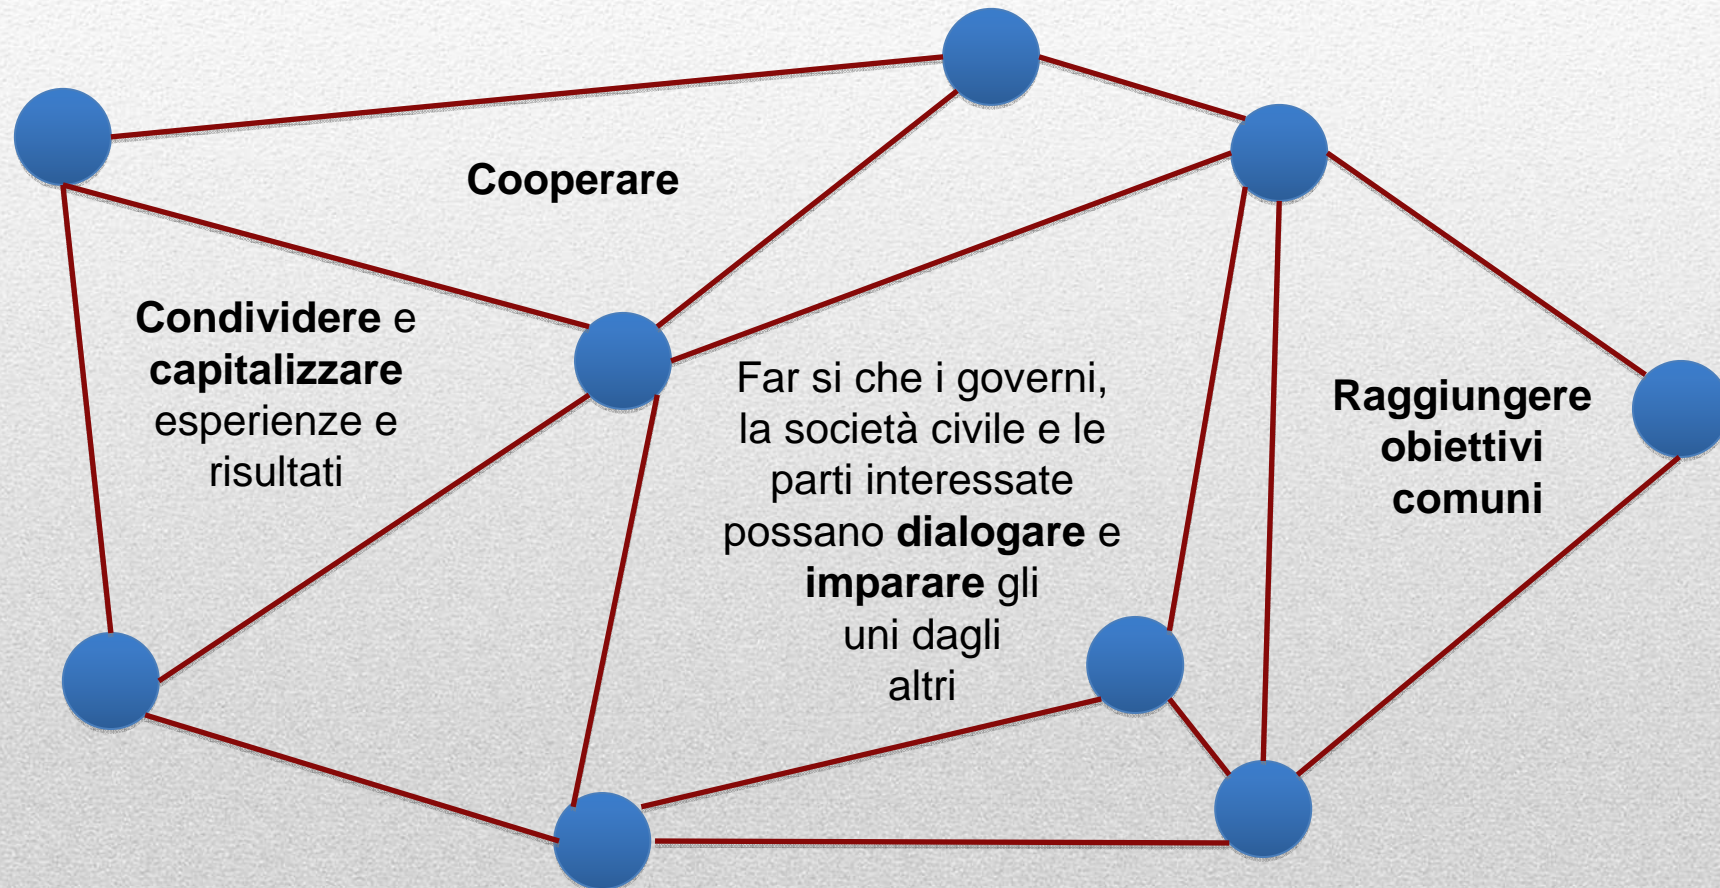 Cooperare
Condividere e
capitalizzare
esperienze e
risultati
Far si che i governi,
la società civile e le
parti interessate
possano dialogare e
imparare gli
uni dagli
altri
Raggiungere
obiettivi
comuni